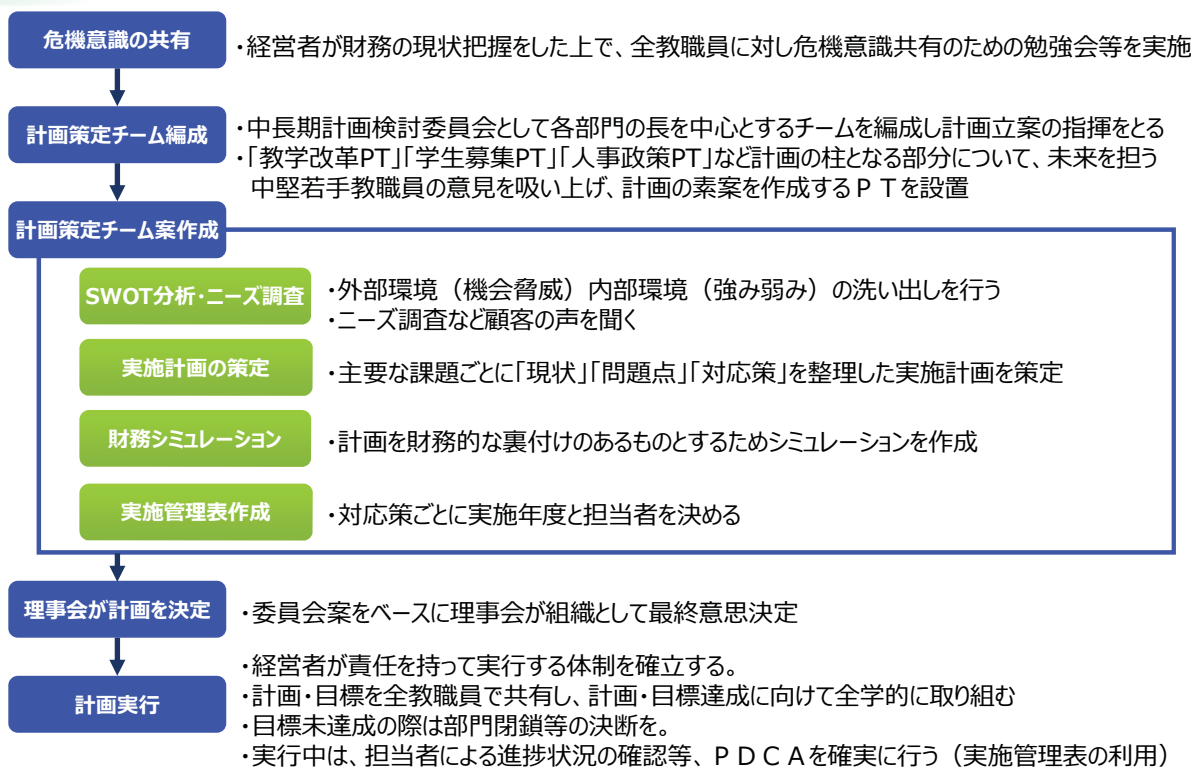 危機意識の共有
・経営者が財務の現状把握をした上で、全教職員に対し危機意識共有のための勉強会等を実施
計画策定チーム編成
・中長期計画検討委員会として各部門の長を中心とするチームを編成し計画立案の指揮をとる
・「教学改革PT」「学生募集PT」「人事政策PT」など計画の柱となる部分について、未来を担う
中堅若手教職員の意見を吸い上げ、計画の素案を作成するPTを設置
計画策定チーム案作成
SWOT分析・ニーズ調査
・外部環境（機会脅威）内部環境（強み弱み）の洗い出しを行う
・ニーズ調査など顧客の声を聞く
実施計画の策定
・主要な課題ごとに「現状」「問題点」「対応策」を整理した実施計画を策定
財務シミュレーション
・計画を財務的な裏付けのあるものとするためシミュレーションを作成
実施管理表作成
・対応策ごとに実施年度と担当者を決める
理事会が計画を決定
・委員会案をベースに理事会が組織として最終意思決定
計画実行
・経営者が責任を持って実行する体制を確立する。
・計画・目標を全教職員で共有し、計画・目標達成に向けて全学的に取り組む
・目標未達成の際は部門閉鎖等の決断を。
・実行中は、担当者による進捗状況の確認等、PDCAを確実に行う（実施管理表の利用）